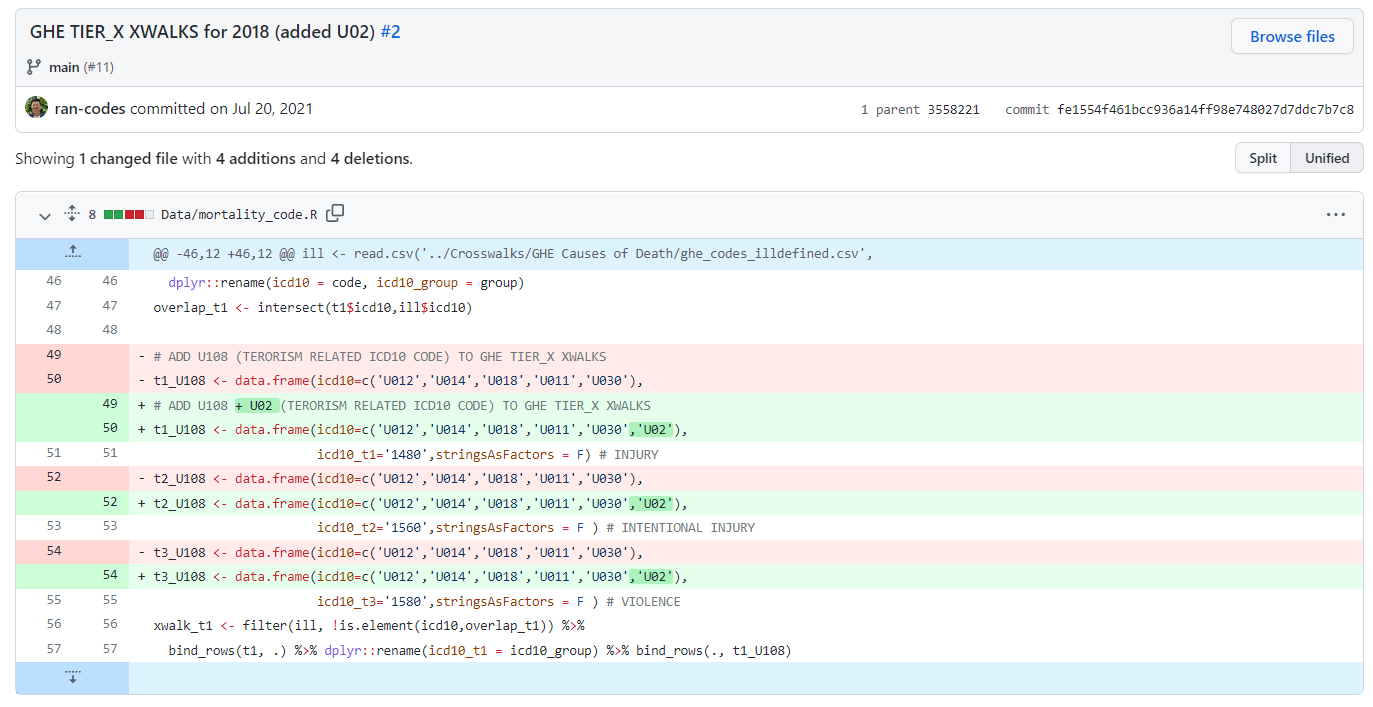 GHE TIER_X XWALKS for 2018 (added U02) #2
Browse files
main (#11)
ran-codes committed on Jul 20, 2021
1 parent 3558221 commit fe1554f461bcc936a14ff98e748027d7ddc7b7c8
Showing 1 changed file with 4 additions and 4 deletions.
Split Unified
8 Data/mortality_code.R
@@ -46,12 +46,12 @@ ill <- read.csv('../Crosswalks/GHE Causes of Death/ghe_codes_illdefined.csv',
46 46 dplyr::rename(icd10 = code, icd10_group = group)
47 47 overlap_t1 <- intersect(t1$icd10,ill$icd10)
48 48
49 - # ADD U108 (TERORISM RELATED ICD10 CODE) TO GHE TIER_X XWALKS
50 - t1_U108 <- data.frame(icd10=c('U012','U014','U018','U011','U030'),
49 + # ADD U108 + U02 (TERORISM RELATED ICD10 CODE) TO GHE TIER_X XWALKS
50 + t1_U108 <- data.frame(icd10=c('U012','U014','U018','U011','U030','U02'),
51 51 icd10_t1='1480',stringsAsFactors = F) # INJURY
52 - t2_U108 <- data.frame(icd10=c('U012','U014','U018','U011','U030'),
52 + t2_U108 <- data.frame(icd10=c('U012','U014','U018','U011','U030','U02'),
53 53 icd10_t2='1560',stringsAsFactors = F ) # INTENTIONAL INJURY
54 - t3_U108 <- data.frame(icd10=c('U012','U014','U018','U011','U030'),
54 + t3_U108 <- data.frame(icd10=c('U012','U014','U018','U011','U030','U02'),
55 55 icd10_t3='1580',stringsAsFactors = F ) # VIOLENCE
56 56 xwalk_t1 <- filter(ill, !is.element(icd10,overlap_t1)) %>%
57 57 bind_rows(t1, .) %>% dplyr::rename(icd10_t1 = icd10_group) %>% bind_rows(., t1_U108)